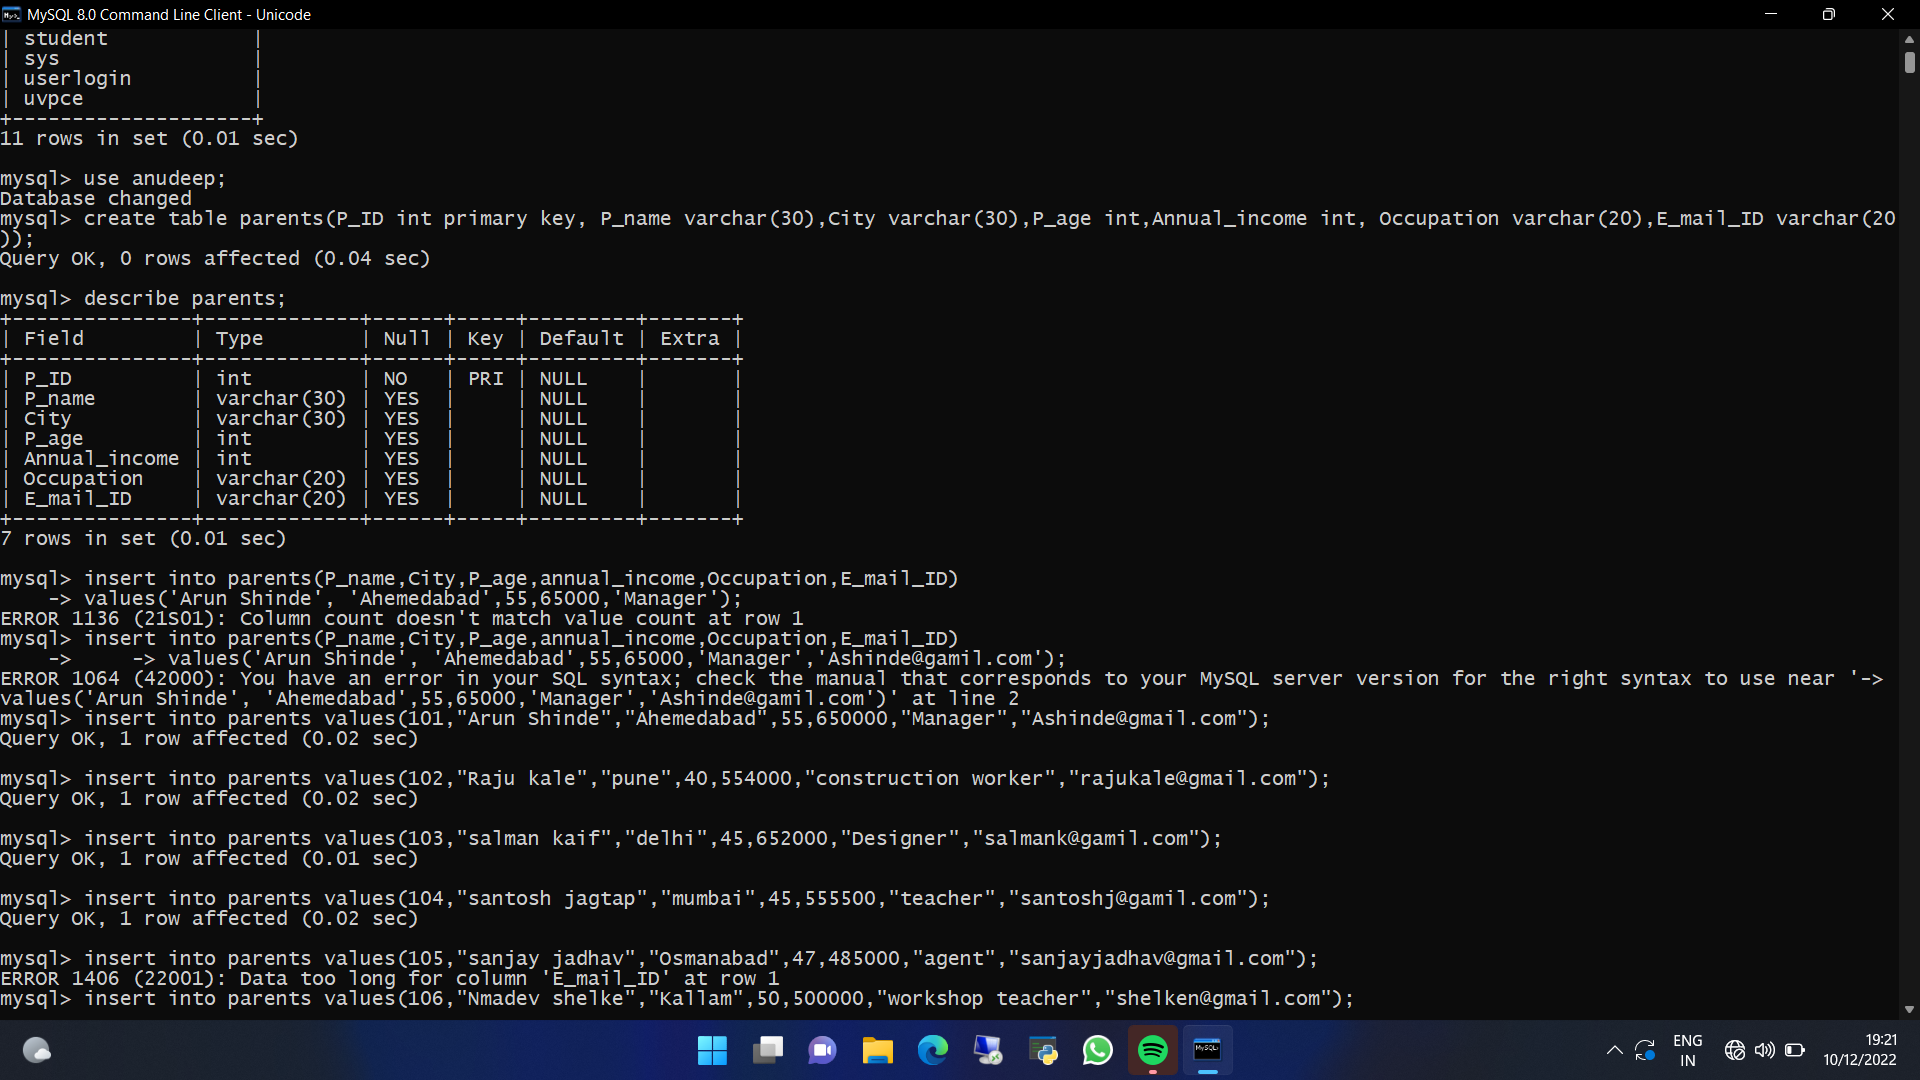 MySQL 8.0 Command Line Client - Unicode
| student            |
| sys                |
| userlogin          |
| uvpce              |
+--------------------+
11 rows in set (0.01 sec)
mysql> use anudeep;
Database changed
mysql> create table parents(P_ID int primary key, P_name varchar(30),City varchar(30),P_age int,Annual_income int, Occupation varchar(20),E_mail_ID varchar(20
));
Query OK, 0 rows affected (0.04 sec)
mysql> describe parents;
+---------------+-------------+------+-----+---------+-------+
| Field         | Type        | Null | Key | Default | Extra |
+---------------+-------------+------+-----+---------+-------+
| P_ID          | int         | NO   | PRI | NULL    |       |
| P_name        | varchar(30) | YES  |     | NULL    |       |
| City          | varchar(30) | YES  |     | NULL    |       |
| P_age         | int         | YES  |     | NULL    |       |
| Annual_income | int         | YES  |     | NULL    |       |
| Occupation    | varchar(20) | YES  |     | NULL    |       |
| E_mail_ID     | varchar(20) | YES  |     | NULL    |       |
+---------------+-------------+------+-----+---------+-------+
7 rows in set (0.01 sec)
mysql> insert into parents(P_name,City,P_age,annual_income,Occupation,E_mail_ID)
    -> values('Arun Shinde', 'Ahemedabad',55,65000,'Manager');
ERROR 1136 (21S01): Column count doesn't match value count at row 1
mysql> insert into parents(P_name,City,P_age,annual_income,Occupation,E_mail_ID)
    ->     -> values('Arun Shinde', 'Ahemedabad',55,65000,'Manager','Ashinde@gamil.com');
ERROR 1064 (42000): You have an error in your SQL syntax; check the manual that corresponds to your MySQL server version for the right syntax to use near '->
values('Arun Shinde', 'Ahemedabad',55,65000,'Manager','Ashinde@gamil.com')' at line 2
mysql> insert into parents values(101,"Arun Shinde","Ahemedabad",55,650000,"Manager","Ashinde@gmail.com");
Query OK, 1 row affected (0.02 sec)
mysql> insert into parents values(102,"Raju kale","pune",40,554000,"construction worker","rajukale@gmail.com");
Query OK, 1 row affected (0.02 sec)
mysql> insert into parents values(103,"salman kaif","delhi",45,652000,"Designer","salmank@gamil.com");
Query OK, 1 row affected (0.01 sec)
mysql> insert into parents values(104,"santosh jagtap","mumbai",45,555500,"teacher","santoshj@gamil.com");
Query OK, 1 row affected (0.02 sec)
mysql> insert into parents values(105,"sanjay jadhav","Osmanabad",47,485000,"agent","sanjayjadhav@gmail.com");
ERROR 1406 (22001): Data too long for column 'E_mail_ID' at row 1
mysql> insert into parents values(106,"Nmadev shelke","Kallam",50,500000,"workshop teacher","shelken@gmail.com");
ENG
IN
19:21
10/12/2022